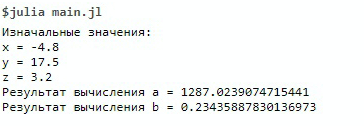 $julia main.jl
Изначальные значения:
x = -4.8
y = 17.5
z = 3.2
Результат вычисления a = 1287.0239074715441
Результат вычисления b = 0.23435887830136973